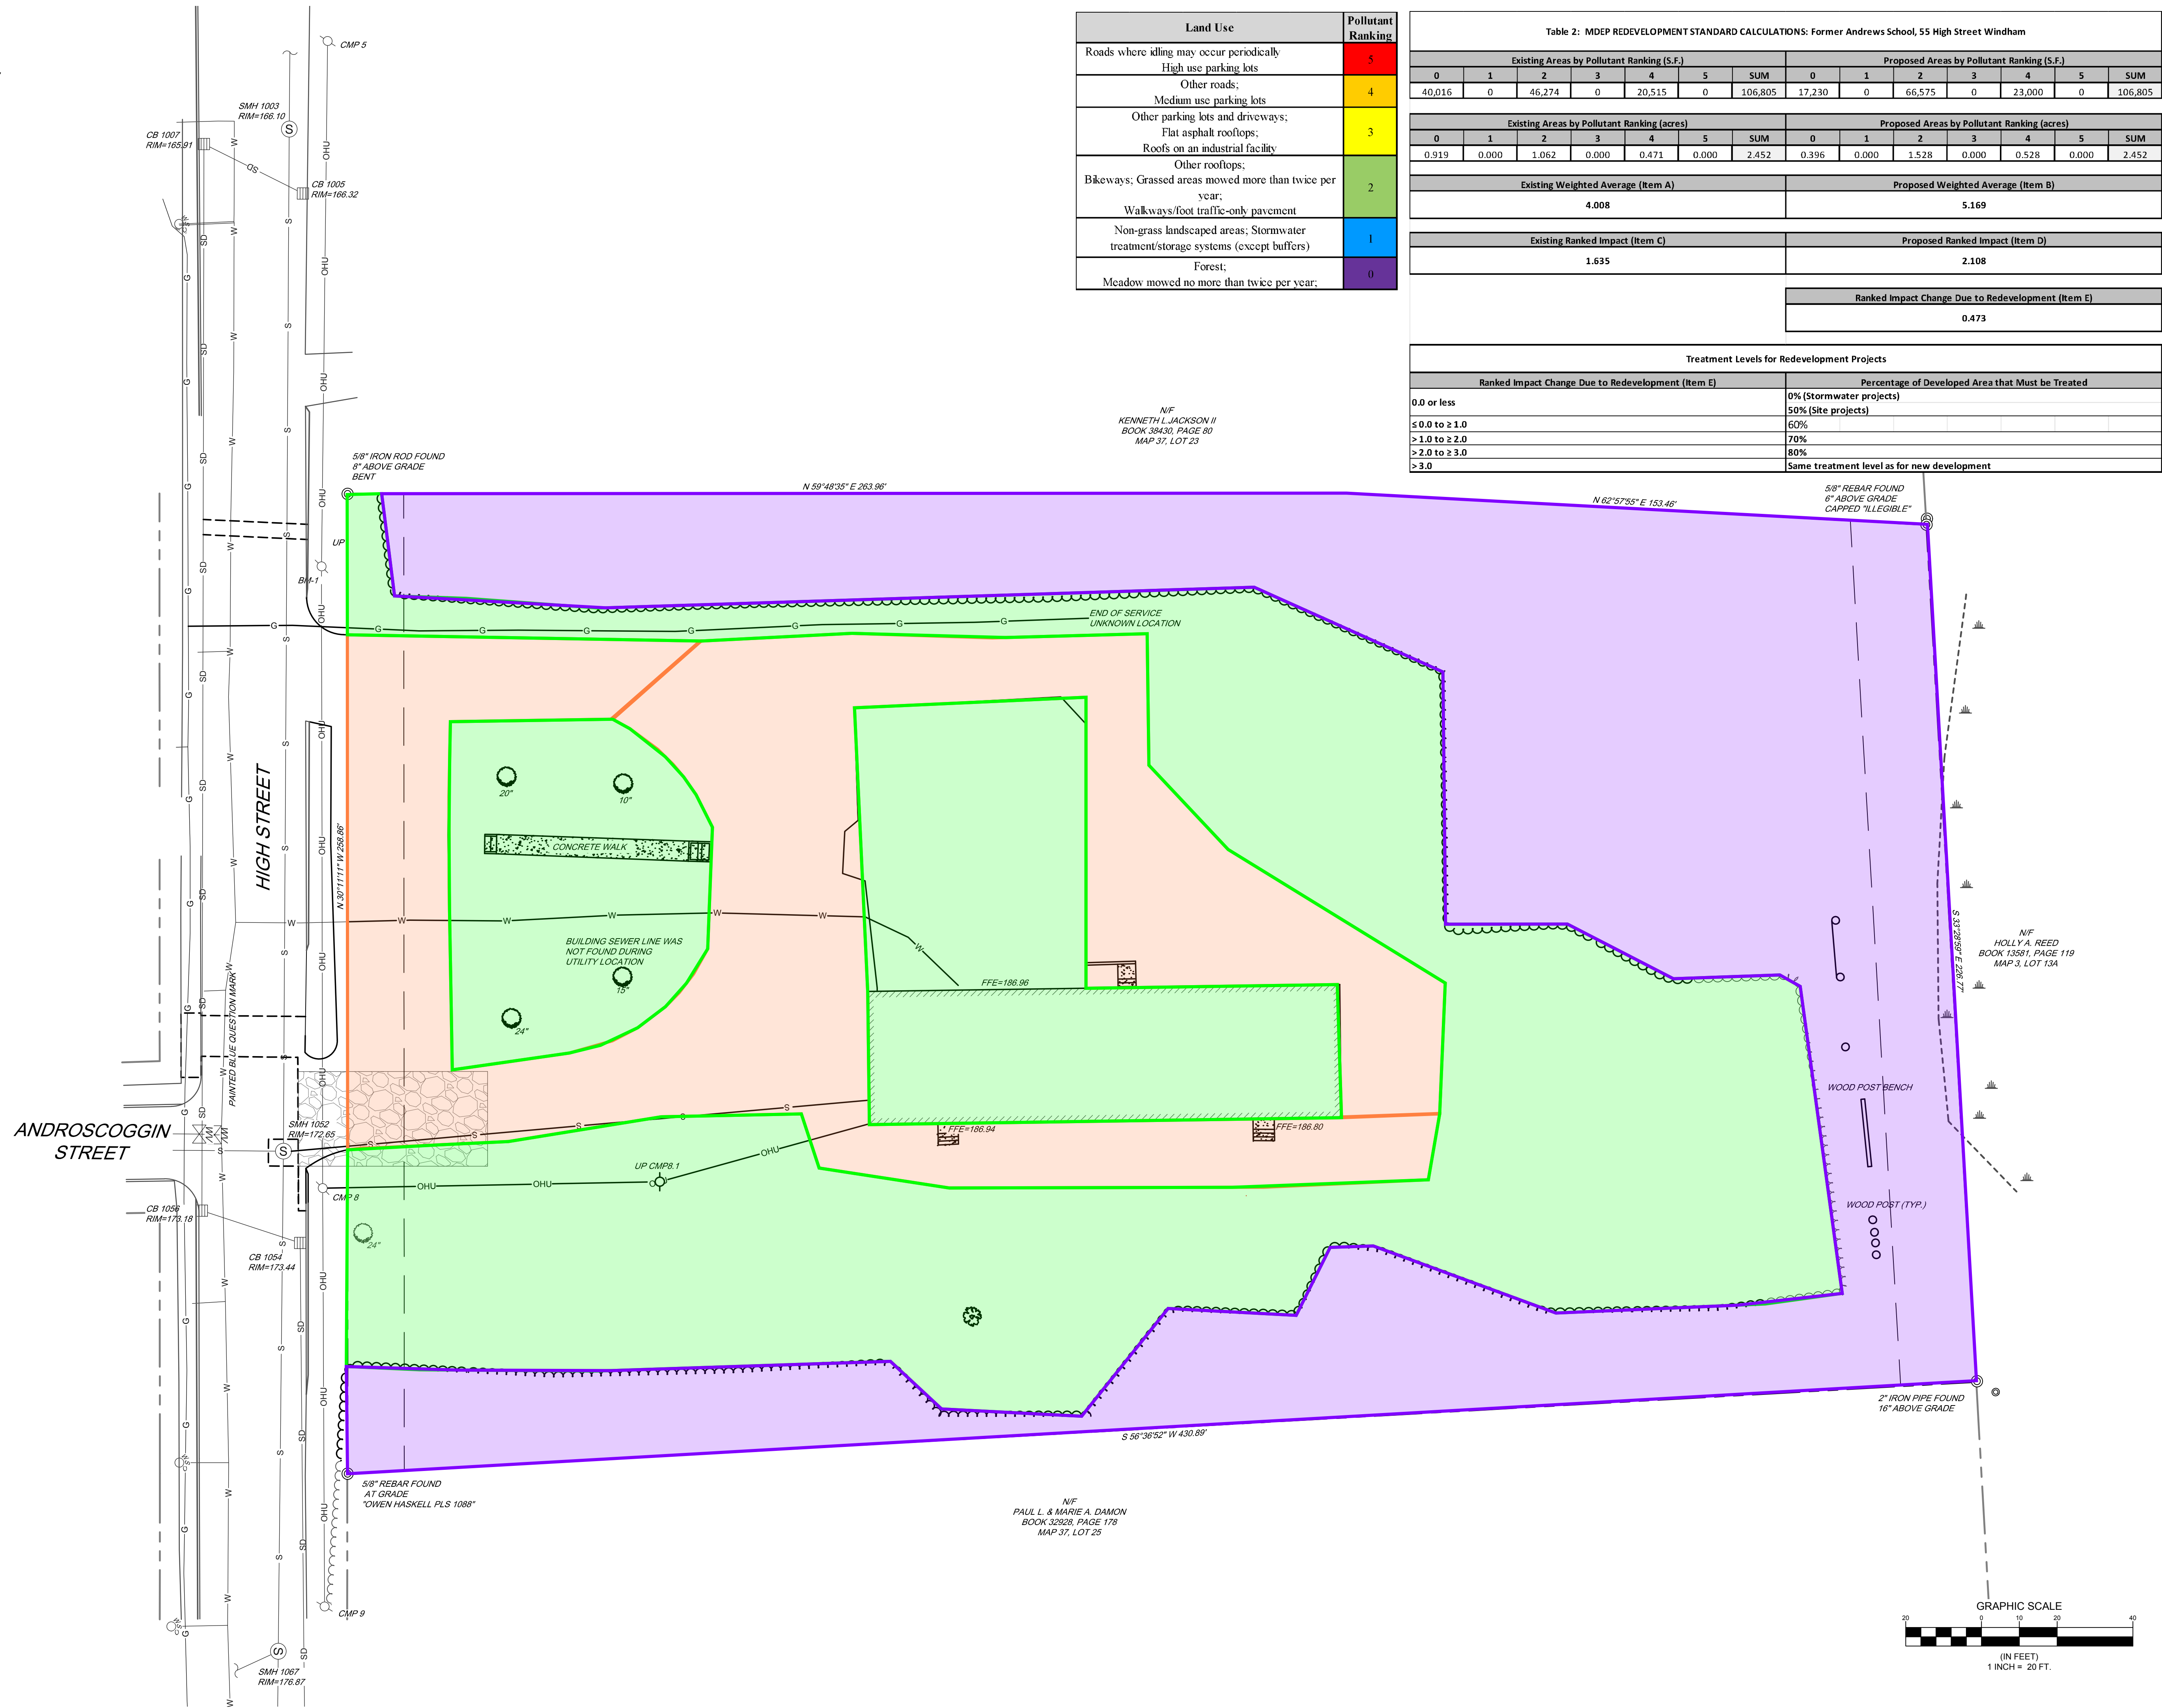 Land Use Pollutant Ranking
Roads where idling may occur periodically
High use parking lots
5
Other roads;
Medium use parking lots
4
Other parking lots and driveways;
Flat asphalt rooftops;
Roofs on an industrial facility
3
Other rooftops;
Bikeways; Grassed areas mowed more than twice per
year;
Walkways/foot traffic-only pavement
2
Non-grass landscaped areas; Stormwater
treatment/storage systems (except buffers)
1
Forest;
Meadow mowed no more than twice per year;
0
Table 2: MDEP REDEVELOPMENT STANDARD CALCULATIONS: Former Andrews School, 55 High Street Windham
Existing Areas by Pollutant Ranking (S.F.) Proposed Areas by Pollutant Ranking (S.F.)
0 1 2 3 4 5 SUM 0 1 2 3 4 5 SUM
40,016 0 46,274 0 20,515 0 106,805 17,230 0 66,575 0 23,000 0 106,805
Existing Areas by Pollutant Ranking (acres) Proposed Areas by Pollutant Ranking (acres)
0 1 2 3 4 5 SUM 0 1 2 3 4 5 SUM
0.919 0.000 1.062 0.000 0.471 0.000 2.452 0.396 0.000 1.528 0.000 0.528 0.000 2.452
Existing Weighted Average (Item A) Proposed Weighted Average (Item B)
4.008 5.169
Existing Ranked Impact (Item C) Proposed Ranked Impact (Item D)
1.635 2.108
Ranked Impact Change Due to Redevelopment (Item E)
0.473
Treatment Levels for Redevelopment Projects
Ranked Impact Change Due to Redevelopment (Item E) Percentage of Developed Area that Must be Treated
0.0 or less 0% (Stormwater projects)
50% (Site projects)
≤ 0.0 to ≥ 1.0 60%
> 1.0 to ≥ 2.0 70%
> 2.0 to ≥ 3.0 80%
> 3.0 Same treatment level as for new development
CMP 5
SMH 1003
RIM=166.10
CB 1007
RIM=165.91
CB 1005
RIM=166.32
SD
OHU
W
S
G
SD
N/F
KENNETH L.JACKSON II
BOOK 38430, PAGE 80
MAP 37, LOT 23
5/8" IRON ROD FOUND
8" ABOVE GRADE
BENT
N 59°48'35" E 263.96'
N 62°57'55" E 153.46'
5/8" REBAR FOUND
6" ABOVE GRADE
CAPPED "ILLEGIBLE"
UP
BM-1
END OF SERVICE
UNKNOWN LOCATION
HIGH STREET
N 30°11'11" W 258.86'
20"
10"
CONCRETE WALK
BUILDING SEWER LINE WAS
NOT FOUND DURING
UTILITY LOCATION
15"
24"
FFE=186.96
S 33°28'59" E 226.77'
N/F
HOLLY A. REED
BOOK 13581, PAGE 119
MAP 3, LOT 13A
PAINTED BLUE QUESTION MARK
WOOD POST BENCH
ANDROSCOGGIN
STREET
SMH 1052
RIM=172.65
FFE=186.94
FFE=186.80
UP CMP8.1
CMP 8
CB 1056
RIM=173.18
WOOD POST (TYP.)
24"
CB 1054
RIM=173.44
2" IRON PIPE FOUND
16" ABOVE GRADE
S 56°36'52" W 430.89'
5/8" REBAR FOUND
AT GRADE
"OWEN HASKELL PLS 1088"
N/F
PAUL L. & MARIE A. DAMON
BOOK 32928, PAGE 178
MAP 37, LOT 25
CMP 9
SMH 1067
RIM=176.87
GRAPHIC SCALE
20 0 10 20 40
(IN FEET)
1 INCH = 20 FT.